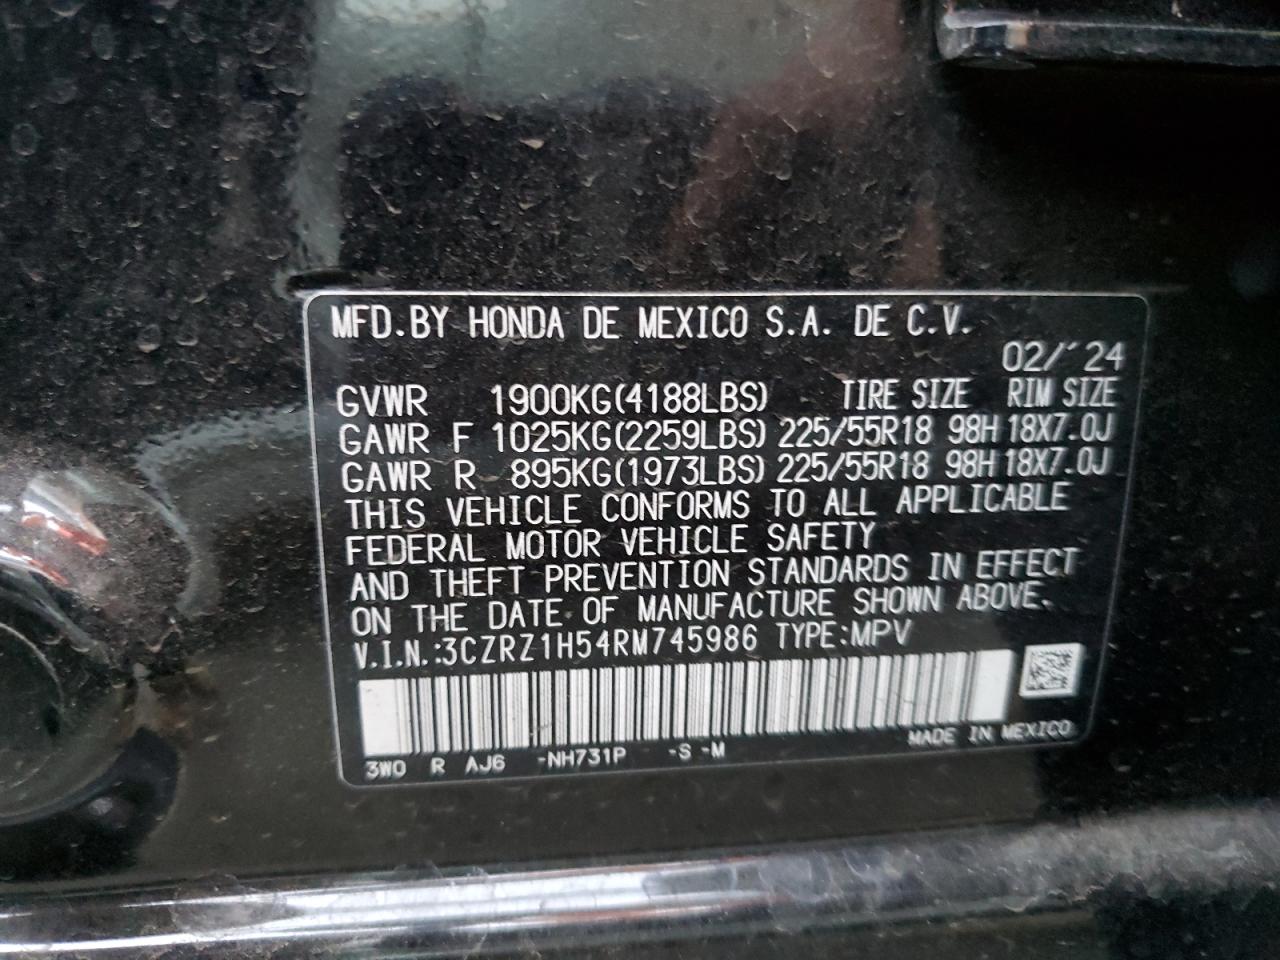 MFD.BY HONDA DE MEXICO S.A. DE C.V.
02/´24
GVWR 1900KG(4188LBS) TIRE SIZE RIM SIZE
GAWR F 1025KG(2259LBS) 225/55R18 98H 18X7.0J
GAWR R 895KG(1973LBS) 225/55R18 98H 18X7.0J
THIS VEHICLE CONFORMS TO ALL APPLICABLE
FEDERAL MOTOR VEHICLE SAFETY
AND THEFT PREVENTION STANDARDS IN EFFECT
ON THE DATE OF MANUFACTURE SHOWN ABOVE.
V.I.N.:3CZRZ1H54RM745986 TYPE:MPV
MADE IN MEXICO
3W0 R AJ6 -NH731P -S -M